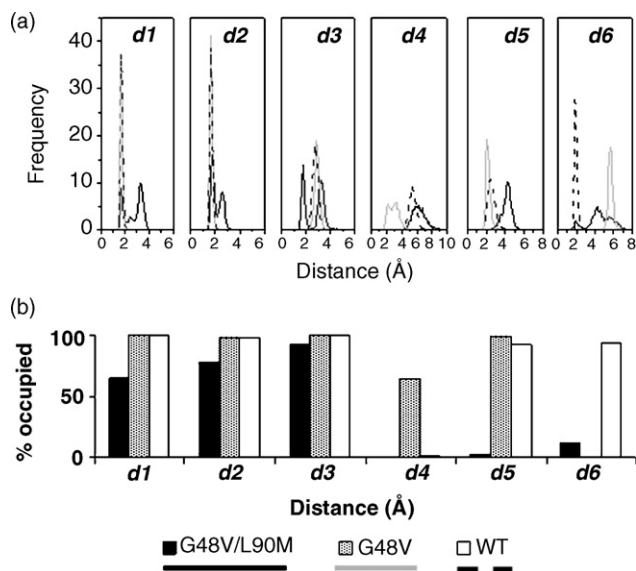 (a)
d1 d2 d3 d4 d5 d6
45
40
30
20
10
0
Frequency
0 2 4 6 0 2 4 6 0 2 4 6 0 2 4 6 8 10 0 2 4 6 8 0 2 4 6 8
Distance (Å)
(b)
100
50
0
% occupied
d1 d2 d3 d4 d5 d6
Distance (Å)
G48V/L90M G48V WT